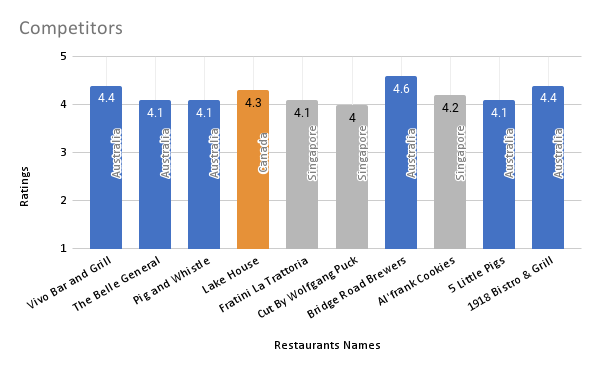 Competitors
5
4
3
2
1
Ratings
4.4
4.1
4.1
4.3
4.1
4
4.6
4.2
4.1
4.4
Australia
Australia
Australia
Canada
Singapore
Singapore
Australia
Singapore
Australia
Australia
Vivo Bar and Grill
The Belle General
Pig and Whistle
Lake House
Fratini La Trattoria
Cut By Wolfgang Puck
Bridge Road Brewers
Al'frank Cookies
5 Little Pigs
1918 Bistro & Grill
Restaurants Names